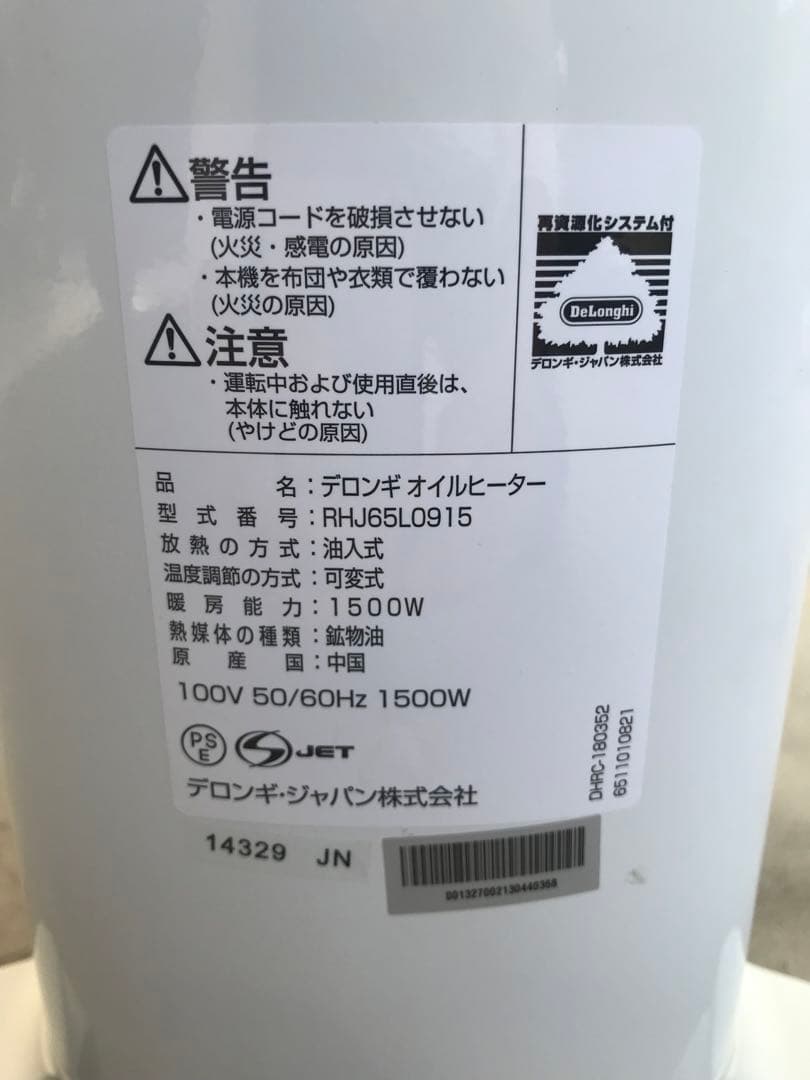 警告
・電源コードを破損させない
(火災・感電の原因)
・本機を布団や衣類で覆わない
(火災の原因)
注意
・運転中および使用直後は、
本体に触れない
(やけどの原因)
再資源化システム付
DeLonghi
デロンギ・ジャパン株式会社
品名：デロンギ オイルヒーター
型式番号：RHJ65L0915
放熱の方式：油入式
温度調節の方式：可変式
暖房能力：1500W
熱媒体の種類：鉱物油
原産国：中国
100V 50/60Hz 1500W
PSE
JET
デロンギ・ジャパン株式会社
DHRC-180352
6511010821
14329 JN